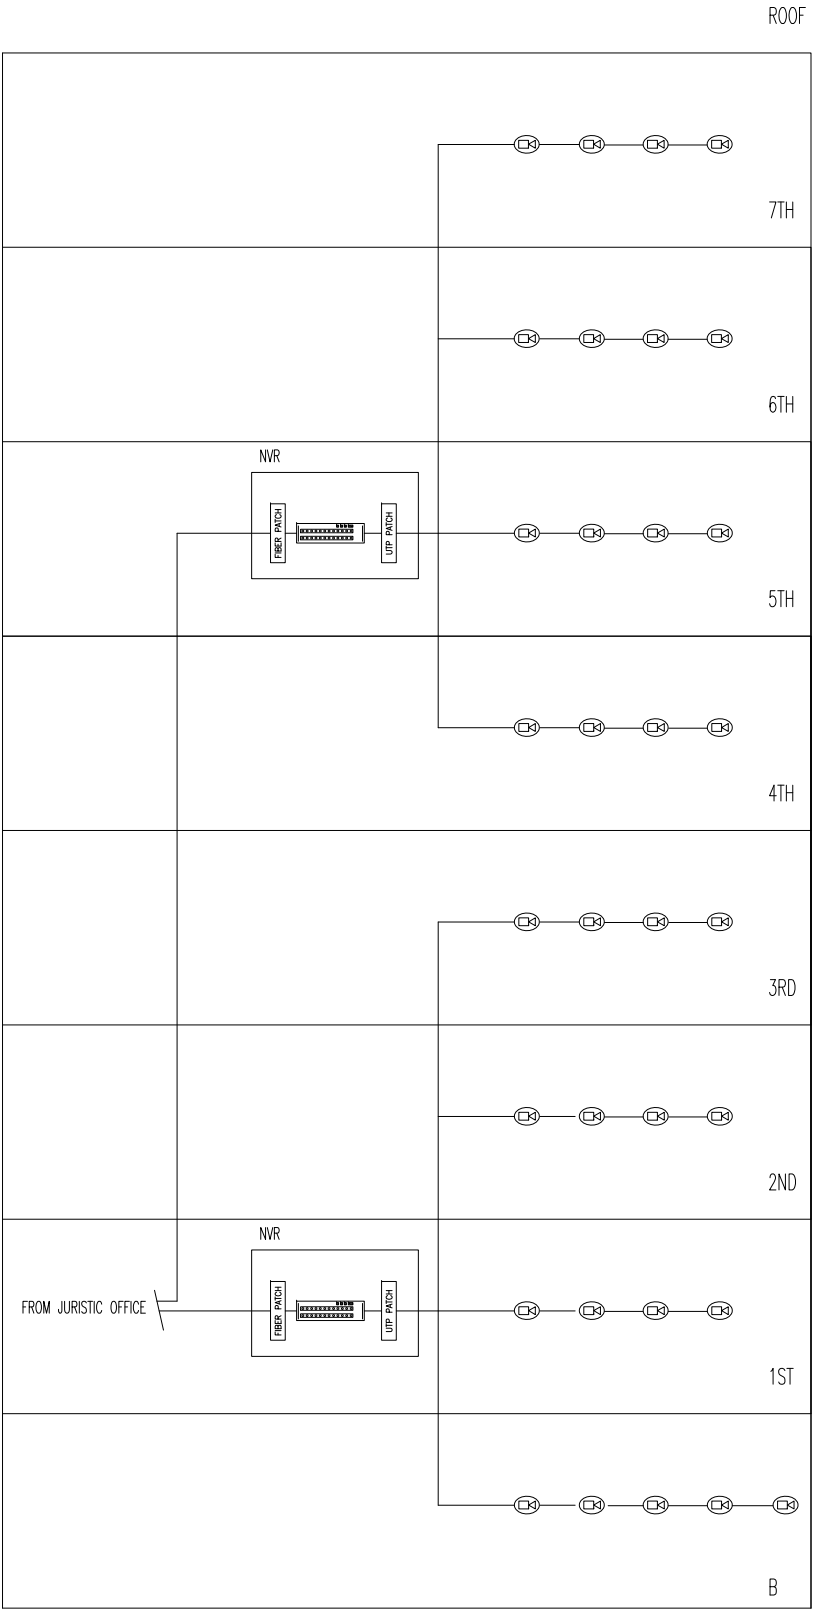 ROOF
7TH
6TH
NVR
FIBER PATCH
UTP PATCH
5TH
4TH
3RD
2ND
NVR
FROM JURISTIC OFFICE
FIBER PATCH
UTP PATCH
1ST
B